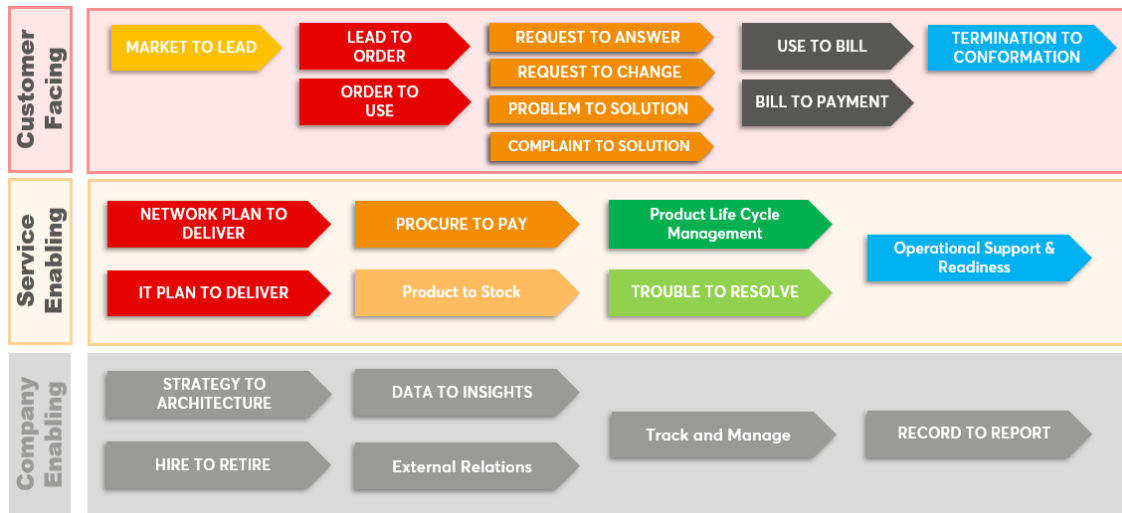 Customer
Facing
MARKET TO LEAD
LEAD TO
ORDER
ORDER TO
USE
REQUEST TO ANSWER
REQUEST TO CHANGE
PROBLEM TO SOLUTION
COMPLAINT TO SOLUTION
USE TO BILL
BILL TO PAYMENT
TERMINATION TO
CONFORMATION
Service
Enabling
NETWORK PLAN TO
DELIVER
IT PLAN TO DELIVER
PROCURE TO PAY
Product to Stock
Product Life Cycle
Management
TROUBLE TO RESOLVE
Operational Support &
Readiness
Company
Enabling
STRATEGY TO
ARCHITECTURE
HIRE TO RETIRE
DATA TO INSIGHTS
External Relations
Track and Manage
RECORD TO REPORT